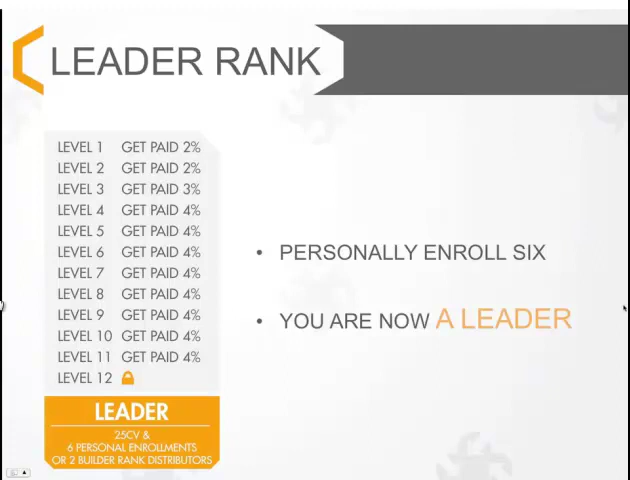 LEADER RANK
LEVEL 1 GET PAID 2%
LEVEL 2 GET PAID 2%
LEVEL 3 GET PAID 3%
LEVEL 4 GET PAID 4%
LEVEL 5 GET PAID 4%
LEVEL 6 GET PAID 4%
LEVEL 7 GET PAID 4%
LEVEL 8 GET PAID 4%
LEVEL 9 GET PAID 4%
LEVEL 10 GET PAID 4%
LEVEL 11 GET PAID 4%
LEVEL 12
LEADER
25CV &
6 PERSONAL ENROLLMENTS
OR 2 BUILDER RANK DISTRIBUTORS
• PERSONALLY ENROLL SIX
• YOU ARE NOW A LEADER